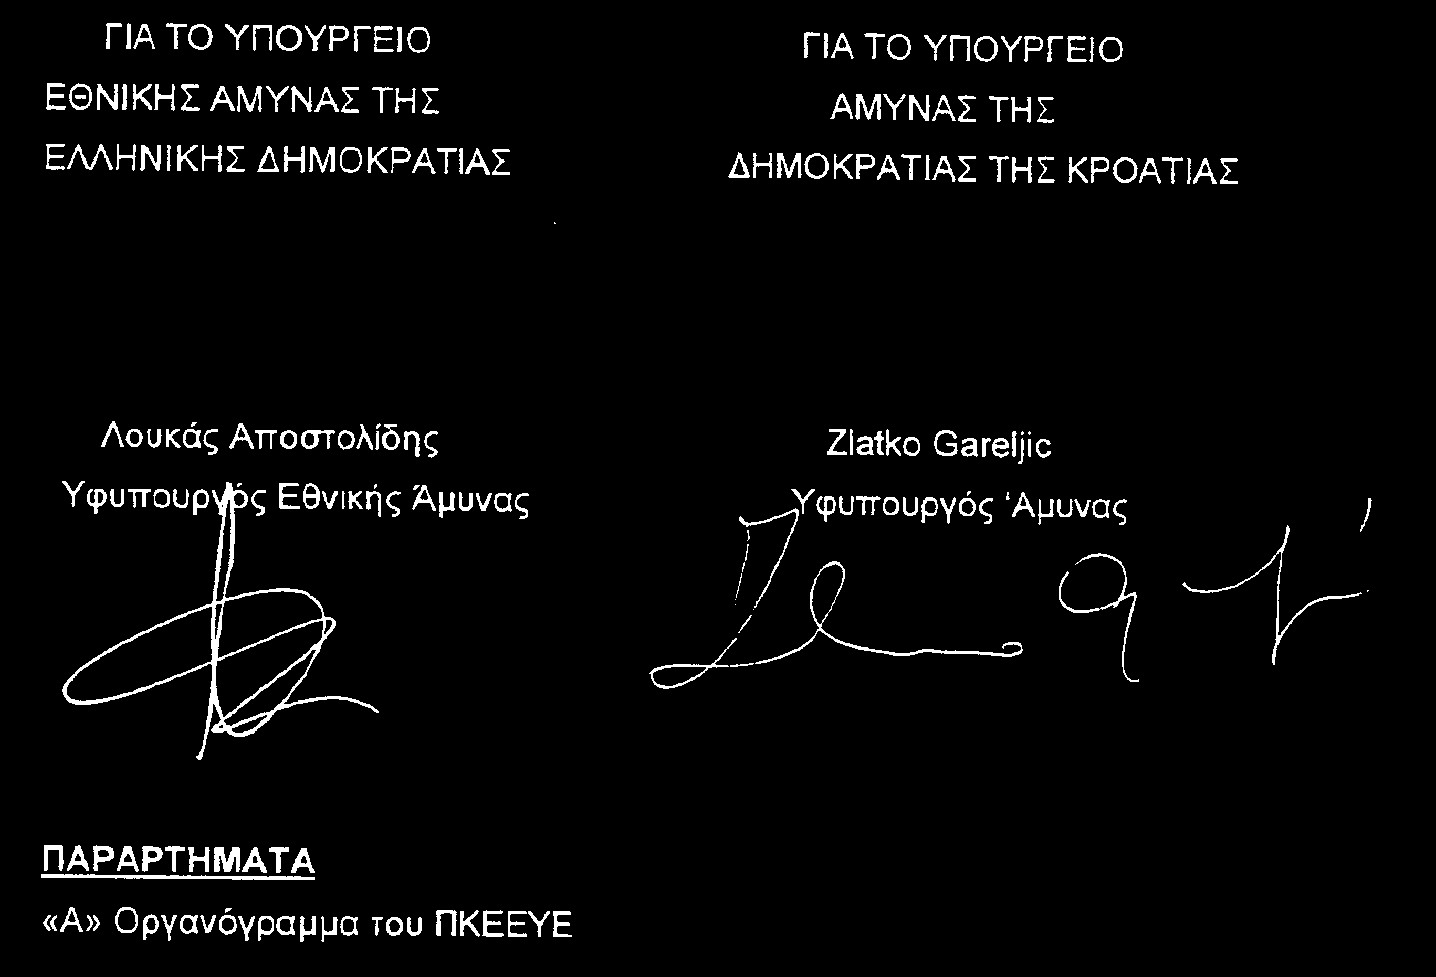 ΓΙΑ ΤΟ ΥΠΟΥΡΓΕΙΟ
ΕΘΝΙΚΗΣ ΑΜΥΝΑΣ ΤΗΣ
ΕΛΛΗΝΙΚΗΣ ΔΗΜΟΚΡΑΤΙΑΣ
ΓΙΑ ΤΟ ΥΠΟΥΡΓΕΙΟ
ΑΜΥΝΑΣ ΤΗΣ
ΔΗΜΟΚΡΑΤΙΑΣ ΤΗΣ ΚΡΟΑΤΙΑΣ
Λουκάς Αποστολίδης
Υφυπουργός Εθνικής Άμυνας
Zlatko Gareljic
Υφυπουργός Άμυνας
ΠΑΡΑΡΤΗΜΑΤΑ
«Α» Οργανόγραμμα του ΠΚΕΕΥΕ